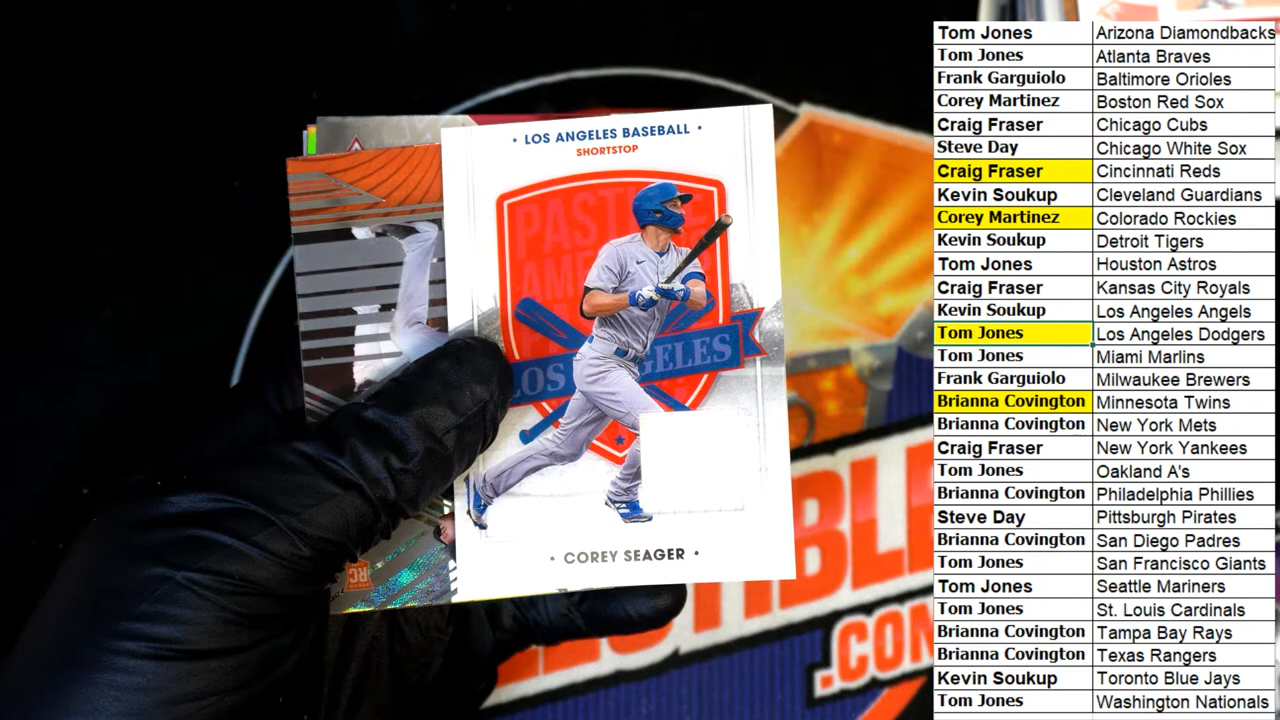 • LOS ANGELES BASEBALL •
SHORTSTOP
PASTIME
LOS ANGELES
• COREY SEAGER •
RC
.COM
Tom Jones Arizona Diamondbacks
Tom Jones Atlanta Braves
Frank Garguiolo Baltimore Orioles
Corey Martinez Boston Red Sox
Craig Fraser Chicago Cubs
Steve Day Chicago White Sox
Craig Fraser Cincinnati Reds
Kevin Soukup Cleveland Guardians
Corey Martinez Colorado Rockies
Kevin Soukup Detroit Tigers
Tom Jones Houston Astros
Craig Fraser Kansas City Royals
Kevin Soukup Los Angeles Angels
Tom Jones Los Angeles Dodgers
Tom Jones Miami Marlins
Frank Garguiolo Milwaukee Brewers
Brianna Covington Minnesota Twins
Brianna Covington New York Mets
Craig Fraser New York Yankees
Tom Jones Oakland A's
Brianna Covington Philadelphia Phillies
Steve Day Pittsburgh Pirates
Brianna Covington San Diego Padres
Tom Jones San Francisco Giants
Tom Jones Seattle Mariners
Tom Jones St. Louis Cardinals
Brianna Covington Tampa Bay Rays
Brianna Covington Texas Rangers
Kevin Soukup Toronto Blue Jays
Tom Jones Washington Nationals